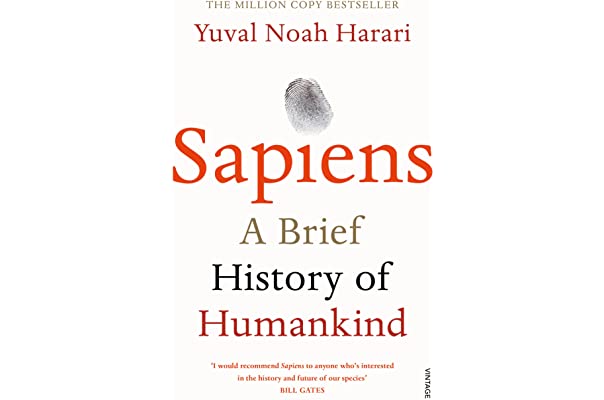 THE MILLION COPY BESTSELLER
Yuval Noah Harari
Sapiens
A Brief
History of
Humankind
‘I would recommend Sapiens to anyone who’s interested
in the history and future of our species’
BILL GATES
VINTAGE